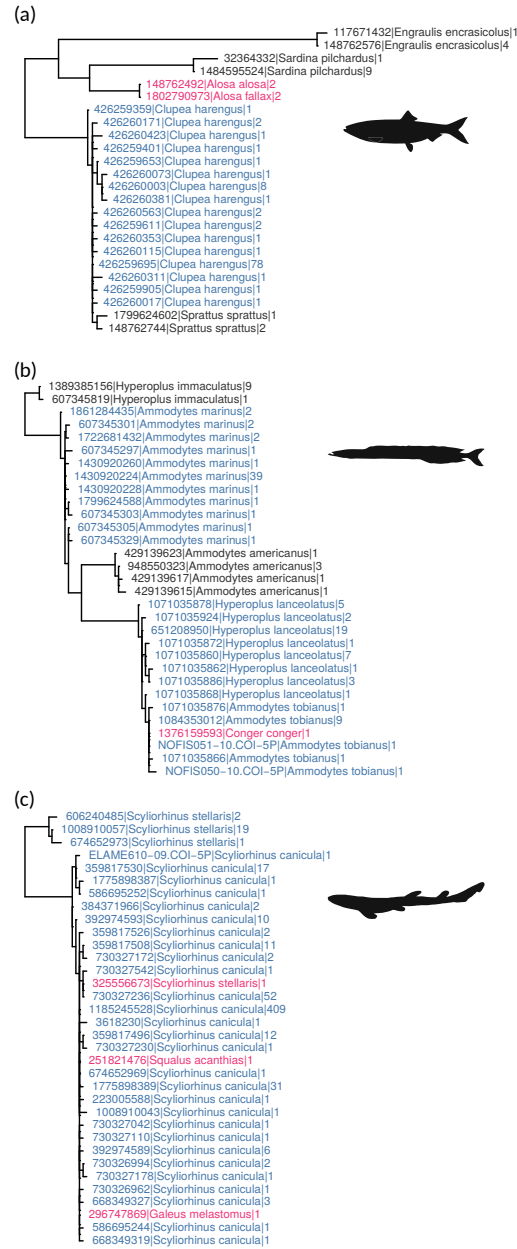 (a)
117671432|Engraulis encrasicolus|1
148762576|Engraulis encrasicolus|4
32364332|Sardina pilchardus|1
1484595524|Sardina pilchardus|9
148762492|Alosa alosa|2
1802790973|Alosa fallax|2
426259359|Clupea harengus|1
426260171|Clupea harengus|2
426260423|Clupea harengus|1
426259401|Clupea harengus|1
426259653|Clupea harengus|1
426260073|Clupea harengus|1
426260003|Clupea harengus|8
426260381|Clupea harengus|1
426260563|Clupea harengus|2
426259611|Clupea harengus|2
426260353|Clupea harengus|1
426260115|Clupea harengus|1
426259695|Clupea harengus|78
426260311|Clupea harengus|1
426259905|Clupea harengus|1
426260017|Clupea harengus|1
1799624602|Sprattus sprattus|1
148762744|Sprattus sprattus|2
(b)
1389385156|Hyperoplus immaculatus|9
607345819|Hyperoplus immaculatus|1
1861284435|Ammodytes marinus|2
607345301|Ammodytes marinus|2
1722681432|Ammodytes marinus|2
607345297|Ammodytes marinus|1
1430920260|Ammodytes marinus|1
1430920224|Ammodytes marinus|39
1430920228|Ammodytes marinus|1
1799624588|Ammodytes marinus|1
607345303|Ammodytes marinus|1
607345305|Ammodytes marinus|1
607345329|Ammodytes marinus|1
429139623|Ammodytes americanus|1
948550323|Ammodytes americanus|3
429139617|Ammodytes americanus|1
429139615|Ammodytes americanus|1
1071035878|Hyperoplus lanceolatus|5
1071035924|Hyperoplus lanceolatus|2
651208950|Hyperoplus lanceolatus|19
1071035872|Hyperoplus lanceolatus|1
1071035860|Hyperoplus lanceolatus|7
1071035862|Hyperoplus lanceolatus|1
1071035886|Hyperoplus lanceolatus|3
1071035868|Hyperoplus lanceolatus|1
1071035876|Ammodytes tobianus|1
1084353012|Ammodytes tobianus|9
1376159593|Conger conger|1
NOFIS051−10.COI−5P|Ammodytes tobianus|1
1071035866|Ammodytes tobianus|1
NOFIS050−10.COI−5P|Ammodytes tobianus|1
(c)
606240485|Scyliorhinus stellaris|2
1008910057|Scyliorhinus stellaris|19
674652973|Scyliorhinus stellaris|1
ELAME610−09.COI−5P|Scyliorhinus canicula|1
359817530|Scyliorhinus canicula|17
1775898387|Scyliorhinus canicula|1
586695252|Scyliorhinus canicula|1
384371966|Scyliorhinus canicula|2
392974593|Scyliorhinus canicula|10
359817526|Scyliorhinus canicula|2
359817508|Scyliorhinus canicula|11
730327172|Scyliorhinus canicula|2
730327542|Scyliorhinus canicula|1
325556673|Scyliorhinus stellaris|1
730327236|Scyliorhinus canicula|52
1185245528|Scyliorhinus canicula|409
3618230|Scyliorhinus canicula|1
359817496|Scyliorhinus canicula|12
730327230|Scyliorhinus canicula|1
251821476|Squalus acanthias|1
674652969|Scyliorhinus canicula|1
1775898389|Scyliorhinus canicula|31
223005588|Scyliorhinus canicula|1
1008910043|Scyliorhinus canicula|1
730327042|Scyliorhinus canicula|1
730327110|Scyliorhinus canicula|1
392974589|Scyliorhinus canicula|6
730326994|Scyliorhinus canicula|2
730327178|Scyliorhinus canicula|1
730326962|Scyliorhinus canicula|1
668349327|Scyliorhinus canicula|3
296747869|Galeus melastomus|1
586695244|Scyliorhinus canicula|1
668349319|Scyliorhinus canicula|1